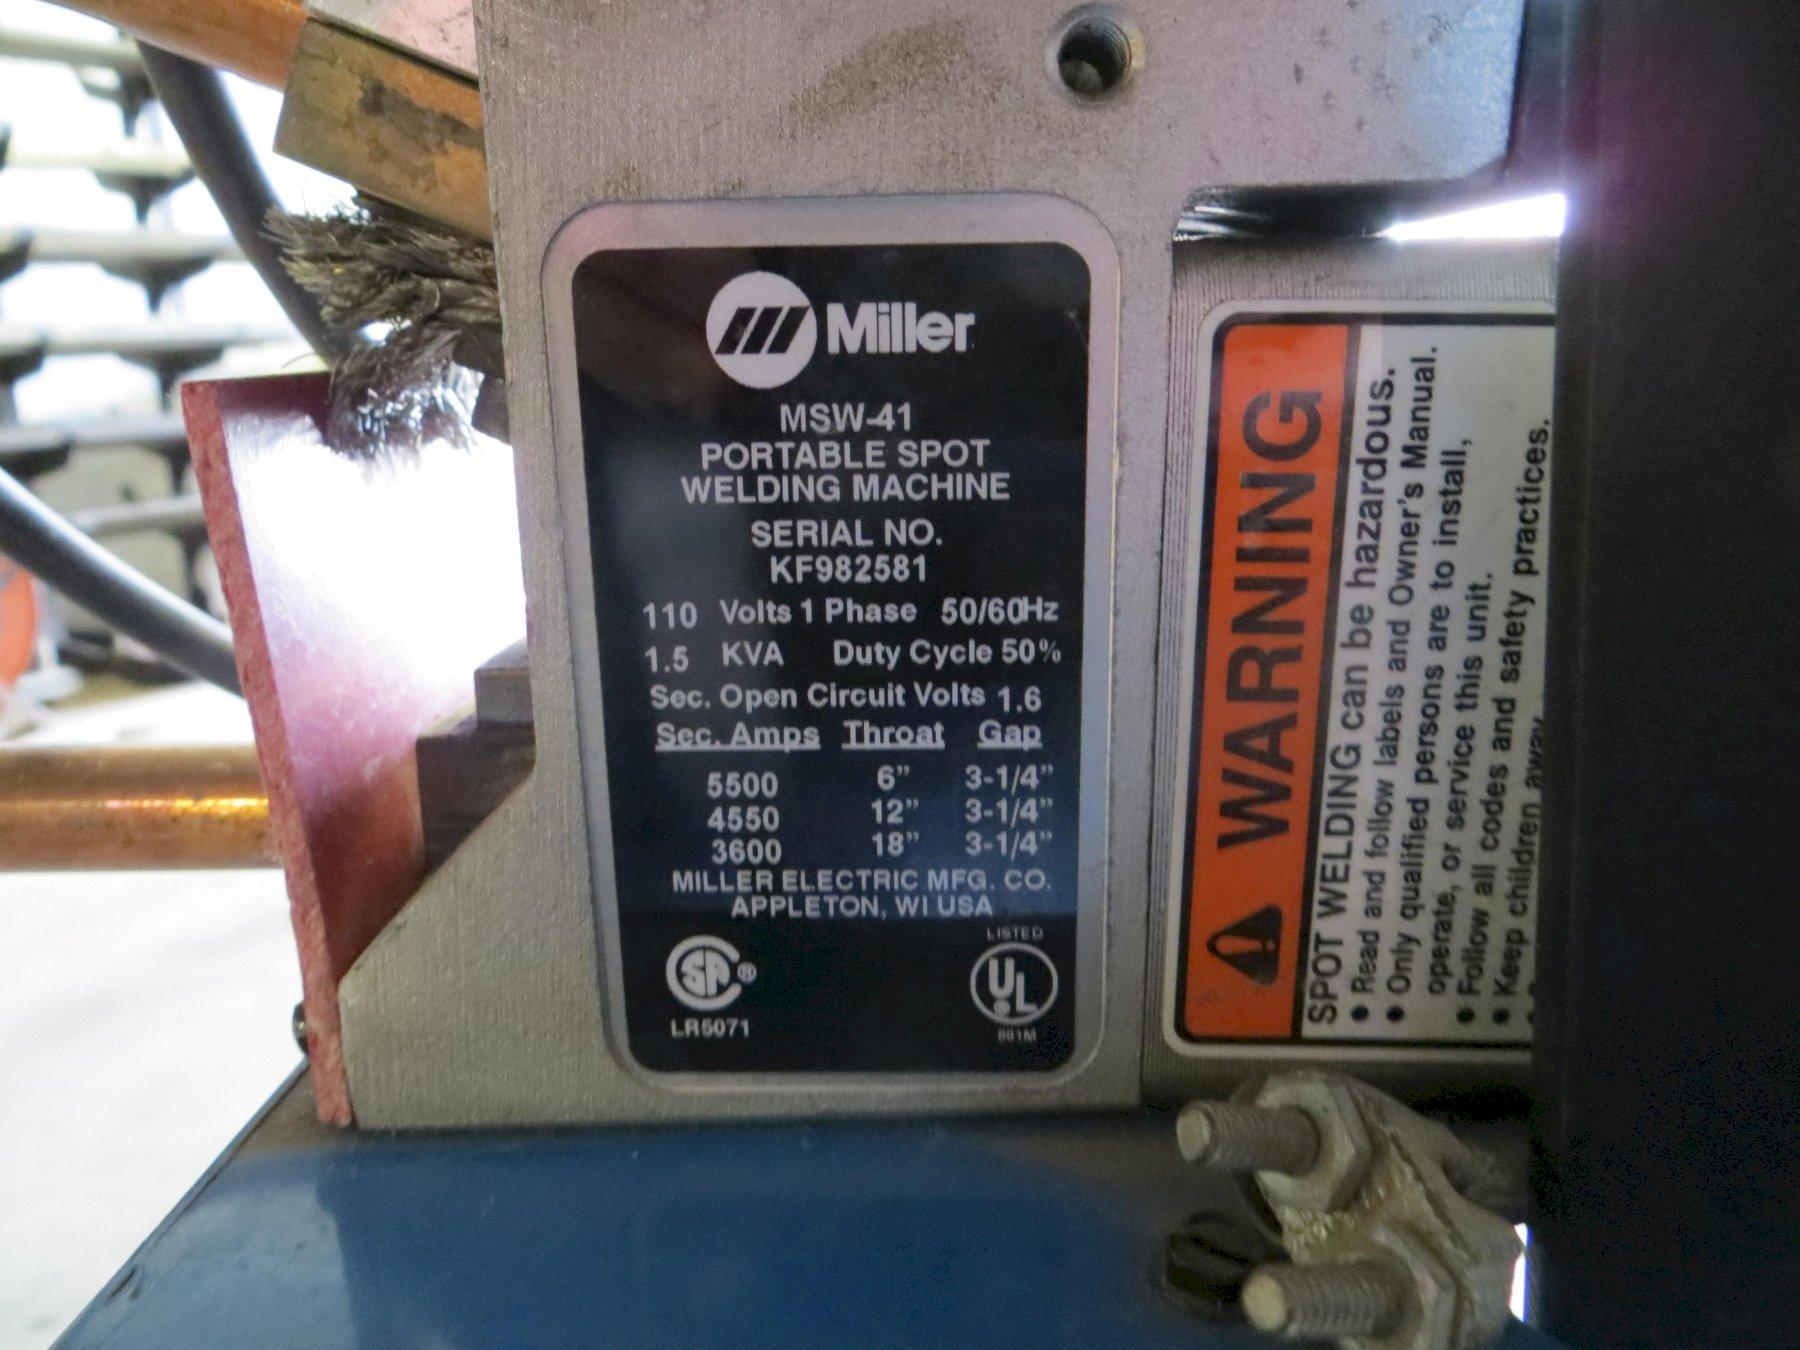 Miller
MSW-41
PORTABLE SPOT
WELDING MACHINE
SERIAL NO.
KF982581
110 Volts 1 Phase 50/60Hz
1.5 KVA Duty Cycle 50%
Sec. Open Circuit Volts 1.6
Sec. Amps Throat Gap
5500 6" 3-1/4"
4550 12" 3-1/4"
3600 18" 3-1/4"
MILLER ELECTRIC MFG. CO.
APPLETON, WI USA
SA ®
LR5071
LISTED
UL
WARNING
SPOT WELDING can be hazardous.
• Read and follow labels and Owner's Manual.
• Only qualified persons are to install,
operate, or service this unit.
• Follow all codes and safety practices.
• Keep children away.